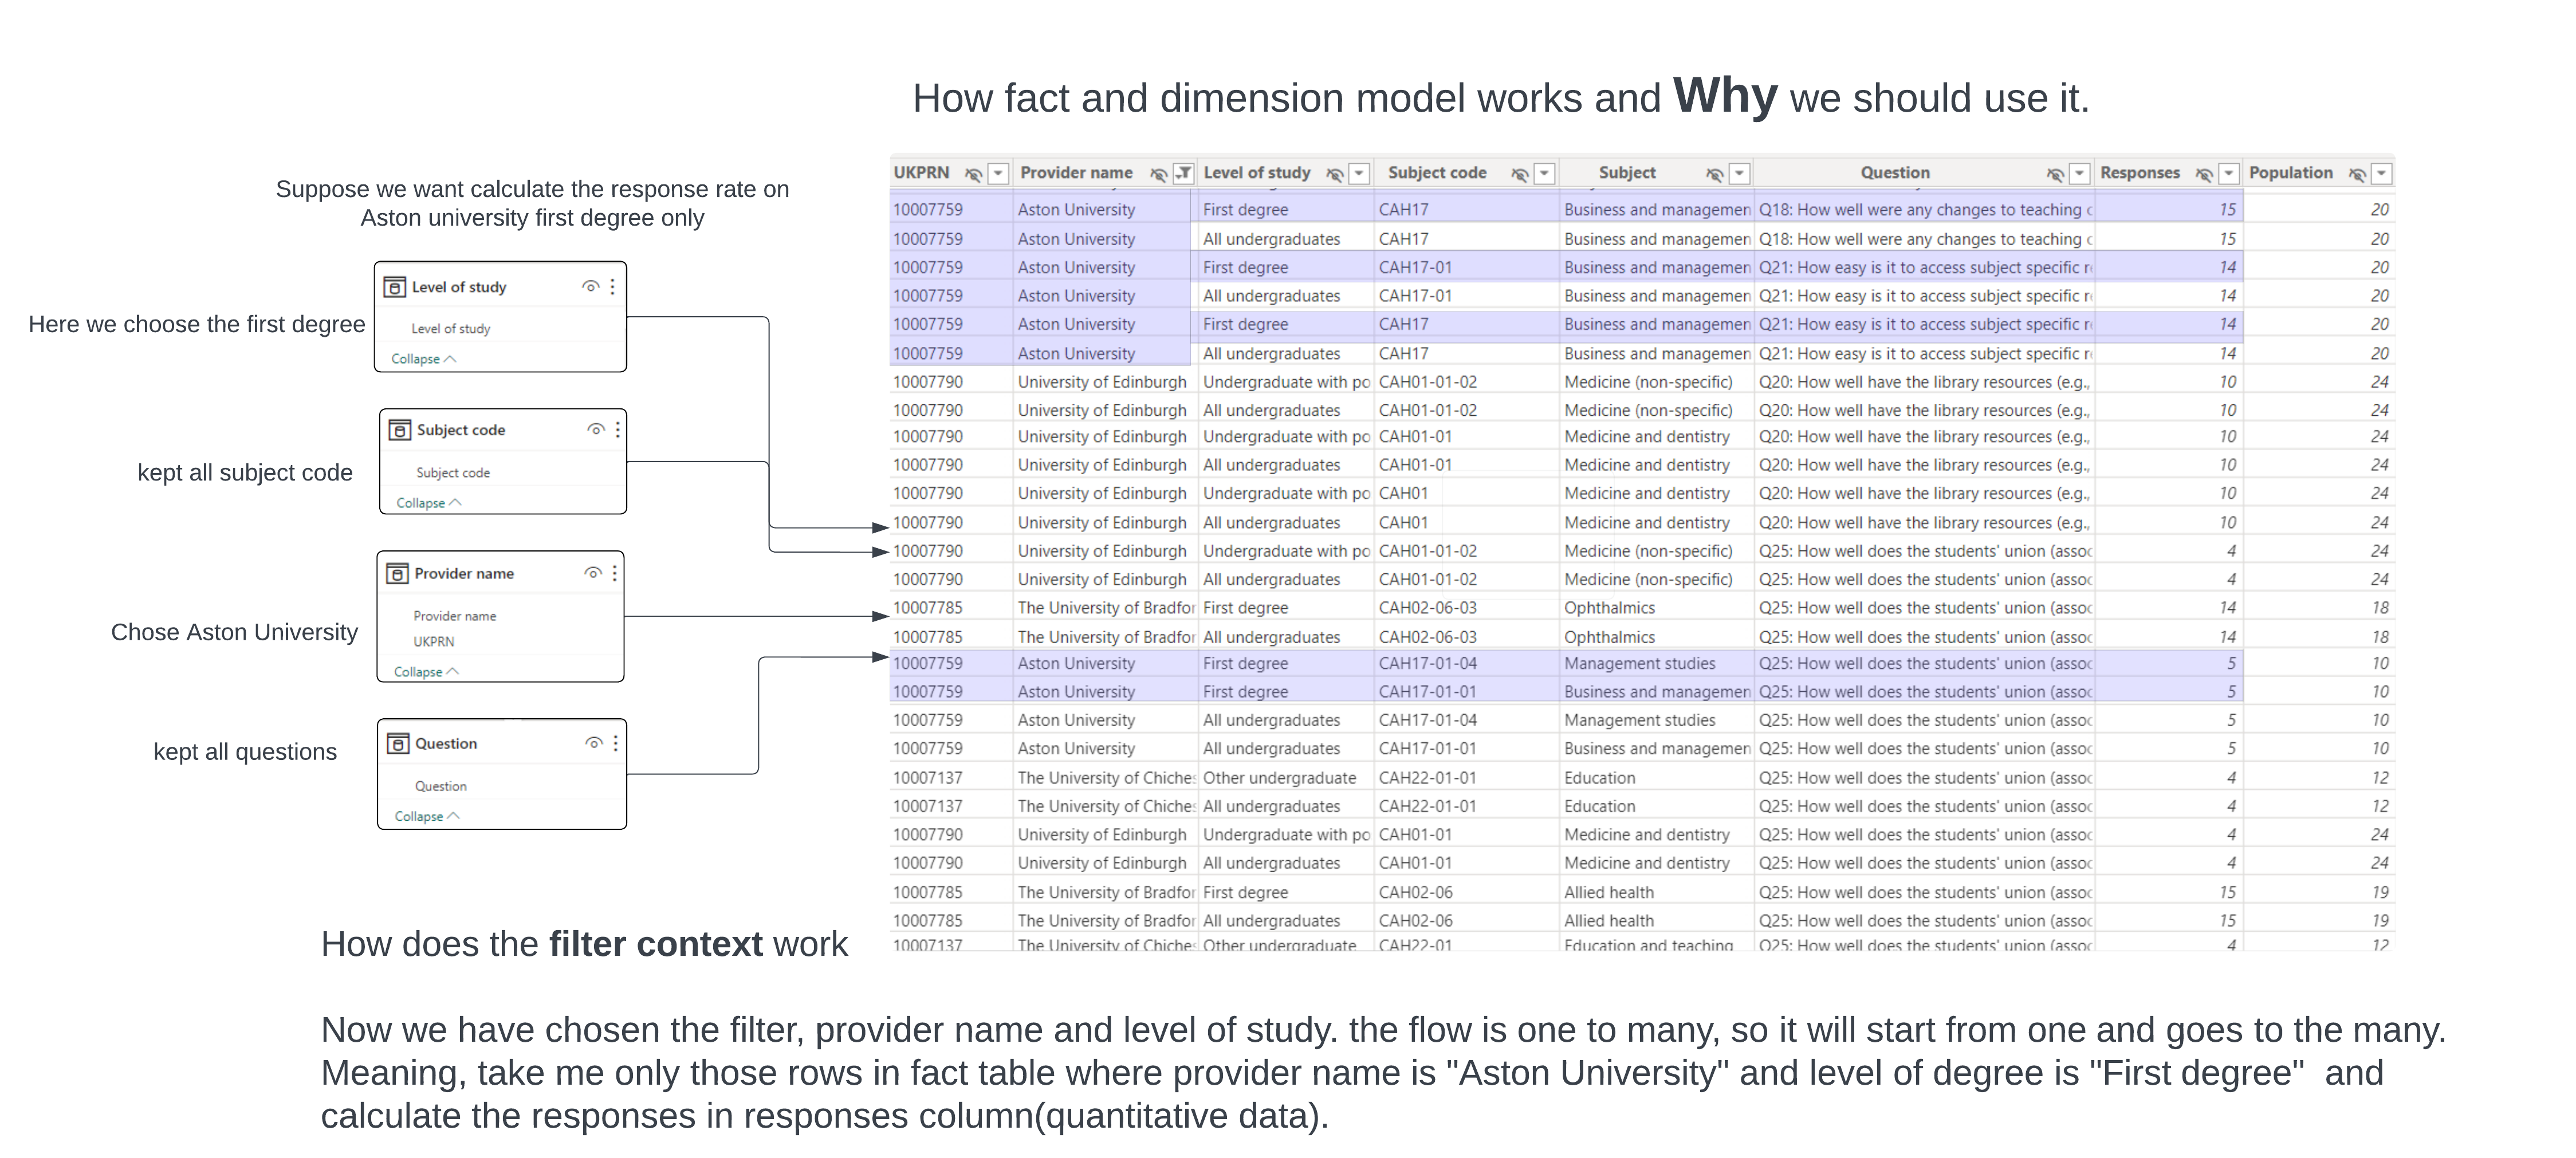 How fact and dimension model works and Why we should use it.
Suppose we want calculate the response rate on
Aston university first degree only
Level of study
Level of study
Collapse
Here we choose the first degree
Subject code
Subject code
Collapse
kept all subject code
Provider name
Provider name
UKPRN
Collapse
Chose Aston University
Question
Question
Collapse
kept all questions
UKPRN Provider name Level of study Subject code Subject Question Responses Population
10007759 Aston University First degree CAH17 Business and managemen Q18: How well were any changes to teaching c 15 20
10007759 Aston University All undergraduates CAH17 Business and managemen Q18: How well were any changes to teaching c 15 20
10007759 Aston University First degree CAH17-01 Business and managemen Q21: How easy is it to access subject specific r 14 20
10007759 Aston University All undergraduates CAH17-01 Business and managemen Q21: How easy is it to access subject specific r 14 20
10007759 Aston University First degree CAH17 Business and managemen Q21: How easy is it to access subject specific r 14 20
10007759 Aston University All undergraduates CAH17 Business and managemen Q21: How easy is it to access subject specific r 14 20
10007790 University of Edinburgh Undergraduate with po CAH01-01-02 Medicine (non-specific) Q20: How well have the library resources (e.g., 10 24
10007790 University of Edinburgh All undergraduates CAH01-01-02 Medicine (non-specific) Q20: How well have the library resources (e.g., 10 24
10007790 University of Edinburgh Undergraduate with po CAH01-01 Medicine and dentistry Q20: How well have the library resources (e.g., 10 24
10007790 University of Edinburgh All undergraduates CAH01-01 Medicine and dentistry Q20: How well have the library resources (e.g., 10 24
10007790 University of Edinburgh Undergraduate with po CAH01 Medicine and dentistry Q20: How well have the library resources (e.g., 10 24
10007790 University of Edinburgh All undergraduates CAH01 Medicine and dentistry Q20: How well have the library resources (e.g., 10 24
10007790 University of Edinburgh Undergraduate with po CAH01-01-02 Medicine (non-specific) Q25: How well does the students' union (assoc 4 24
10007790 University of Edinburgh All undergraduates CAH01-01-02 Medicine (non-specific) Q25: How well does the students' union (assoc 4 24
10007785 The University of Bradfor First degree CAH02-06-03 Ophthalmics Q25: How well does the students' union (assoc 14 18
10007785 The University of Bradfor All undergraduates CAH02-06-03 Ophthalmics Q25: How well does the students' union (assoc 14 18
10007759 Aston University First degree CAH17-01-04 Management studies Q25: How well does the students' union (assoc 5 10
10007759 Aston University First degree CAH17-01-01 Business and managemen Q25: How well does the students' union (assoc 5 10
10007759 Aston University All undergraduates CAH17-01-04 Management studies Q25: How well does the students' union (assoc 5 10
10007759 Aston University All undergraduates CAH17-01-01 Business and managemen Q25: How well does the students' union (assoc 5 10
10007137 The University of Chiches Other undergraduate CAH22-01-01 Education Q25: How well does the students' union (assoc 4 12
10007137 The University of Chiches All undergraduates CAH22-01-01 Education Q25: How well does the students' union (assoc 4 12
10007790 University of Edinburgh Undergraduate with po CAH01-01 Medicine and dentistry Q25: How well does the students' union (assoc 4 24
10007790 University of Edinburgh All undergraduates CAH01-01 Medicine and dentistry Q25: How well does the students' union (assoc 4 24
10007785 The University of Bradfor First degree CAH02-06 Allied health Q25: How well does the students' union (assoc 15 19
10007785 The University of Bradfor All undergraduates CAH02-06 Allied health Q25: How well does the students' union (assoc 15 19
10007137 The University of Chiches Other undergraduate CAH22-01 Education and teaching Q25: How well does the students' union (assoc 4 12
How does the filter context work
Now we have chosen the filter, provider name and level of study. the flow is one to many, so it will start from one and goes to the many.
Meaning, take me only those rows in fact table where provider name is "Aston University" and level of degree is "First degree" and
calculate the responses in responses column(quantitative data).